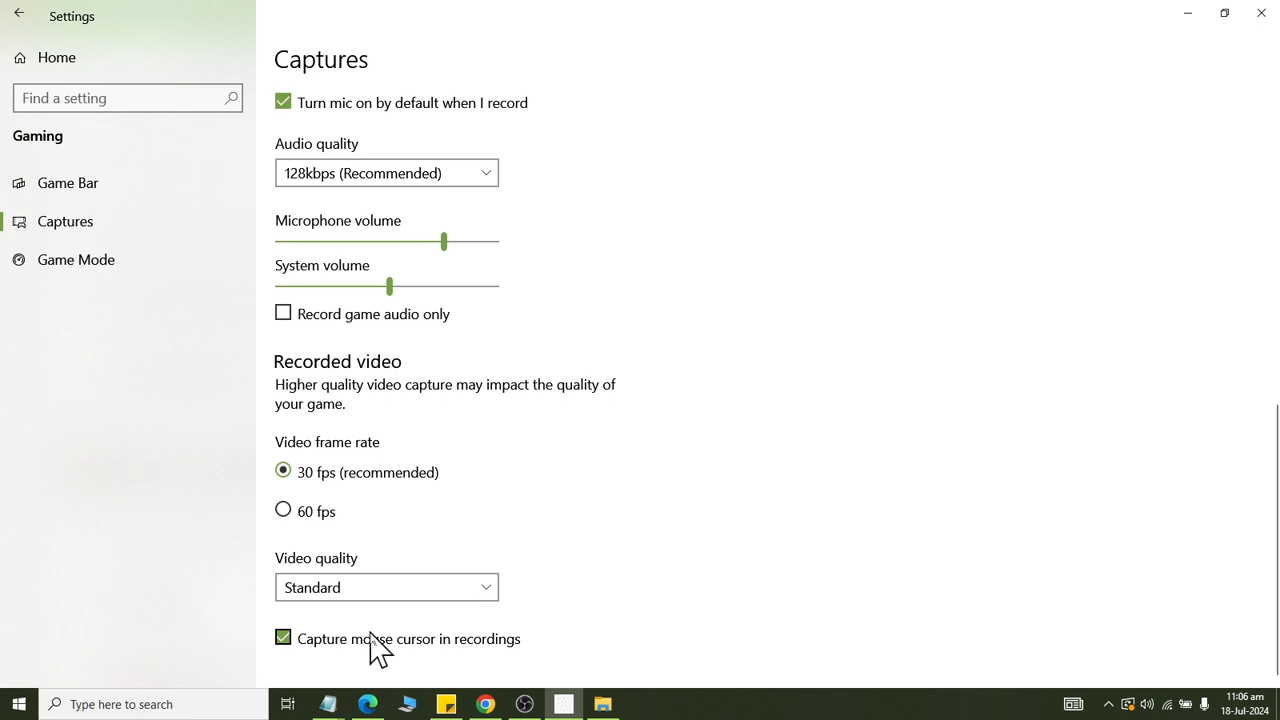 Settings
Home
Find a setting
Gaming
Game Bar
Captures
Game Mode
Captures
Turn mic on by default when I record
Audio quality
128kbps (Recommended)
Microphone volume
System volume
Record game audio only
Recorded video
Higher quality video capture may impact the quality of
your game.
Video frame rate
30 fps (recommended)
60 fps
Video quality
Standard
Capture mouse cursor in recordings
Type here to search
11:06 am
18-Jul-2024